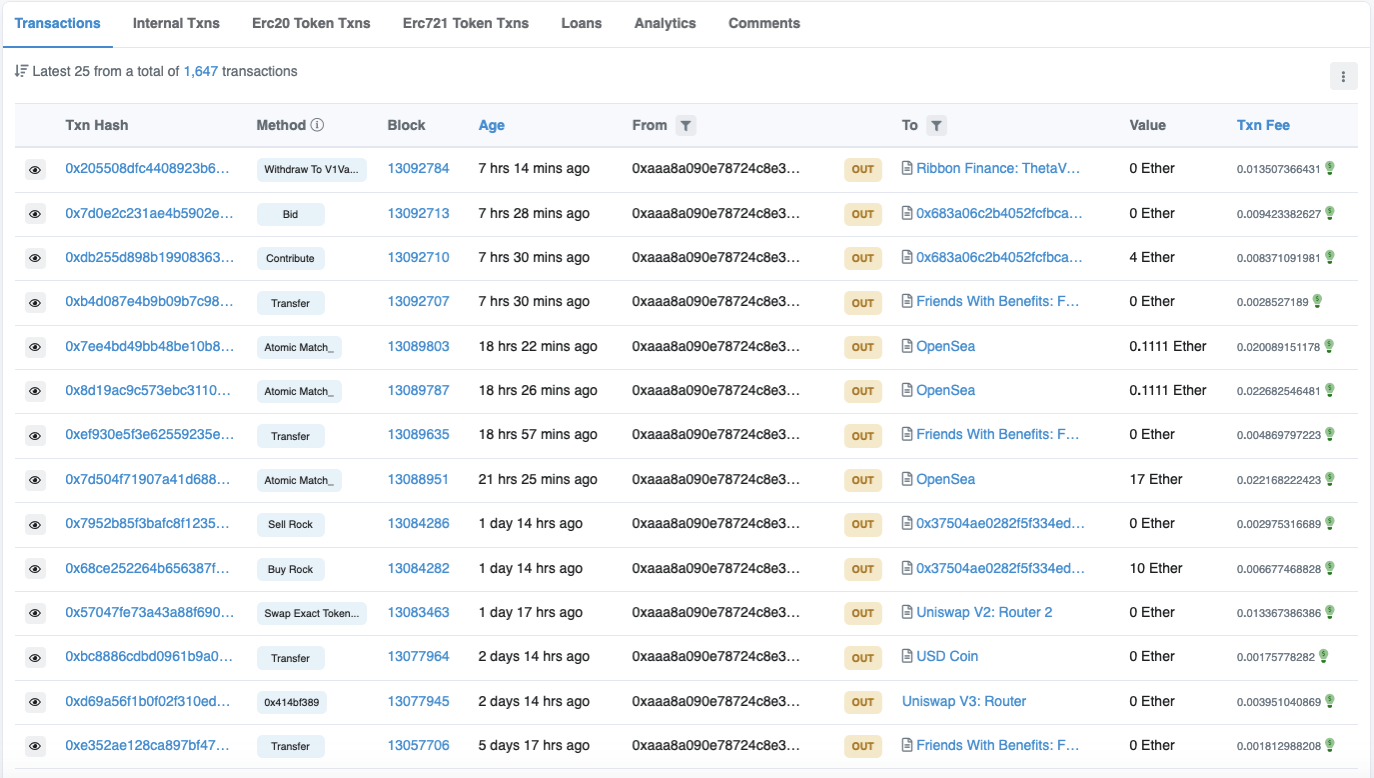 Transactions Internal Txns Erc20 Token Txns Erc721 Token Txns Loans Analytics Comments
Latest 25 from a total of 1,647 transactions
Txn Hash Method Block Age From To Value Txn Fee
0x205508dfc4408923b6... Withdraw To V1Va... 13092784 7 hrs 14 mins ago 0xaaa8a090e78724c8e3... OUT Ribbon Finance: ThetaV... 0 Ether 0.013507366431
0x7d0e2c231ae4b5902e... Bid 13092713 7 hrs 28 mins ago 0xaaa8a090e78724c8e3... OUT 0x683a06c2b4052fcfbca... 0 Ether 0.009423382627
0xdb255d898b19908363... Contribute 13092710 7 hrs 30 mins ago 0xaaa8a090e78724c8e3... OUT 0x683a06c2b4052fcfbca... 4 Ether 0.008371091981
0xb4d087e4b9b09b7c98... Transfer 13092707 7 hrs 30 mins ago 0xaaa8a090e78724c8e3... OUT Friends With Benefits: F... 0 Ether 0.0028527189
0x7ee4bd49bb48be10b8... Atomic Match_ 13089803 18 hrs 22 mins ago 0xaaa8a090e78724c8e3... OUT OpenSea 0.1111 Ether 0.020089151178
0x8d19ac9c573ebc3110... Atomic Match_ 13089787 18 hrs 26 mins ago 0xaaa8a090e78724c8e3... OUT OpenSea 0.1111 Ether 0.022682546481
0xef930e5f3e62559235e... Transfer 13089635 18 hrs 57 mins ago 0xaaa8a090e78724c8e3... OUT Friends With Benefits: F... 0 Ether 0.004869797223
0x7d504f71907a41d688... Atomic Match_ 13088951 21 hrs 25 mins ago 0xaaa8a090e78724c8e3... OUT OpenSea 17 Ether 0.022168222423
0x7952b85f3bafc8f1235... Sell Rock 13084286 1 day 14 hrs ago 0xaaa8a090e78724c8e3... OUT 0x37504ae0282f5f334ed... 0 Ether 0.002975316689
0x68ce252264b656387f... Buy Rock 13084282 1 day 14 hrs ago 0xaaa8a090e78724c8e3... OUT 0x37504ae0282f5f334ed... 10 Ether 0.006677468828
0x57047fe73a43a88f690... Swap Exact Token... 13083463 1 day 17 hrs ago 0xaaa8a090e78724c8e3... OUT Uniswap V2: Router 2 0 Ether 0.013367386386
0xbc8886cdbd0961b9a0... Transfer 13077964 2 days 14 hrs ago 0xaaa8a090e78724c8e3... OUT USD Coin 0 Ether 0.00175778282
0xd69a56f1b0f02f310ed... 0x414bf389 13077945 2 days 14 hrs ago 0xaaa8a090e78724c8e3... OUT Uniswap V3: Router 0 Ether 0.003951040869
0xe352ae128ca897bf47... Transfer 13057706 5 days 17 hrs ago 0xaaa8a090e78724c8e3... OUT Friends With Benefits: F... 0 Ether 0.001812988208